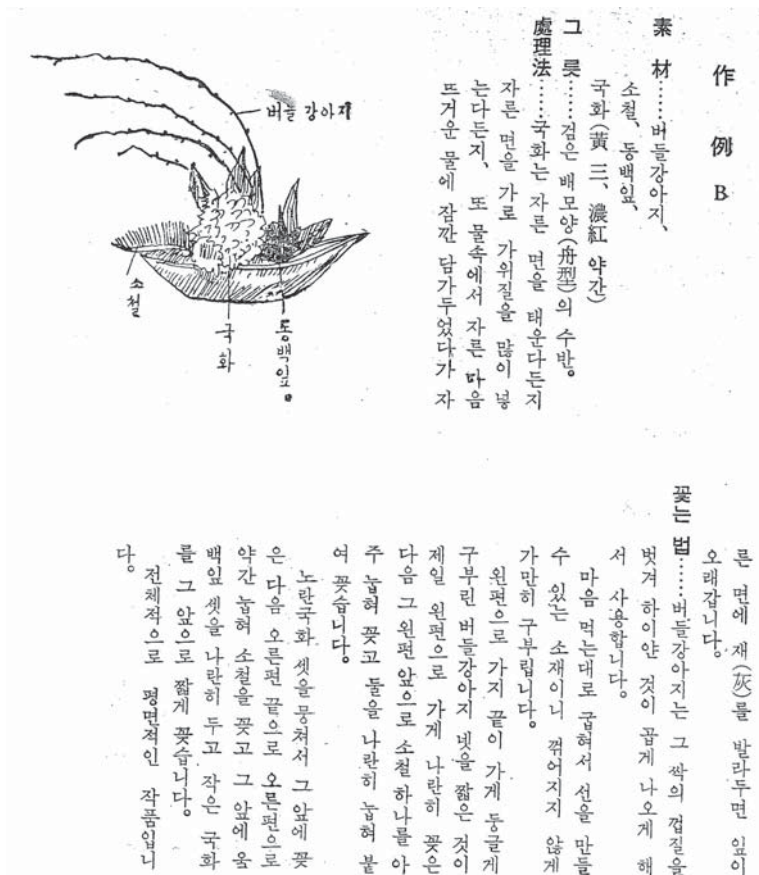 作例 B
素材……버들강아지,
소철, 동백잎,
국화(黃 三, 濃紅 약간)
그릇……검은 배모양(舟型)의 수반.
處理法……국화는 자른 면을 태운다든지
자른 면을 가로 가위질을 많이 넣
는다든지, 또 물속에서 자른 다음
뜨거운 물에 잠깐 담가두었다가 자
버들강아지
소철
국화
동백잎。
른 면에 재(灰)를 발라두면 잎이
오래갑니다.
꽃는 법……버들강아지는 그 싹의 껍질을
벗겨 하이얀 것이 곱게 나오게 해
서 사용합니다.
마음 먹는대로 굽혀서 선을 만들
수 있는 소재이니 꺾어지지 않게
가만히 구부립니다.
왼편으로 가지 끝이 가게 둥글게
구부린 버들강아지 넷을 짧은 것이
제일 왼편으로 가게 나란히 꽂은
다음 그 왼편 앞으로 소철 하나를 아
주 눕혀 꽂고 둘을 나란히 눕혀 붙
여 꽂습니다.
노란국화 셋을 뭉쳐서 그 앞에 꽂
은 다음 오른편 끝으로 오른편으로
약간 눕혀 소철을 꽂고 그 앞에 동
백잎 셋을 나란히 두고 작은 국화
를 그 앞으로 짧게 꽂습니다.
전체적으로 평면적인 작품입니
다.